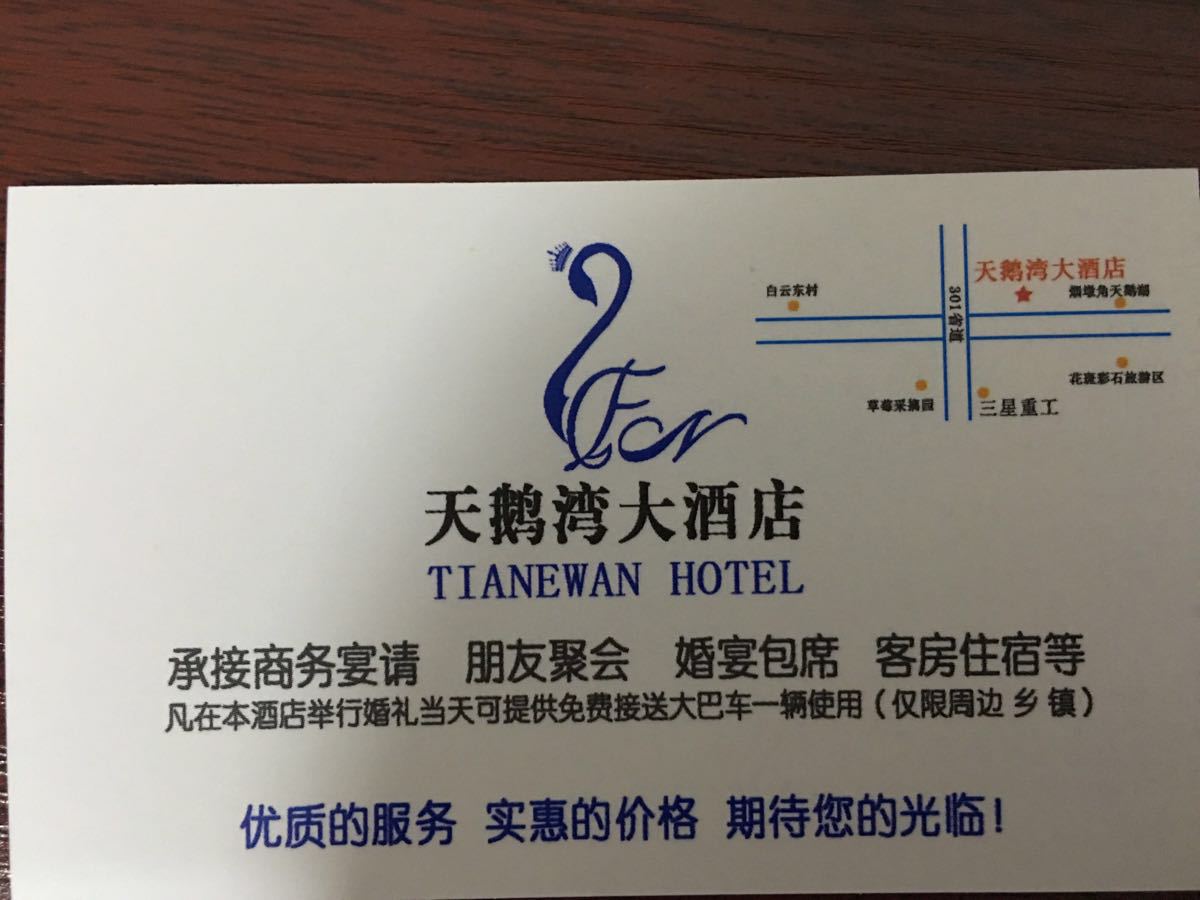 天鹅湾大酒店
白云东村
烟墩角天鹅湖
301省道
花斑彩石旅游区
草莓采摘园
三星重工
TEN
天鹅湾大酒店
TIANEWAN HOTEL
承接商务宴请 朋友聚会 婚宴包席 客房住宿等
凡在本酒店举行婚礼当天可提供免费接送大巴车一辆使用（仅限周边乡镇）
优质的服务 实惠的价格 期待您的光临！